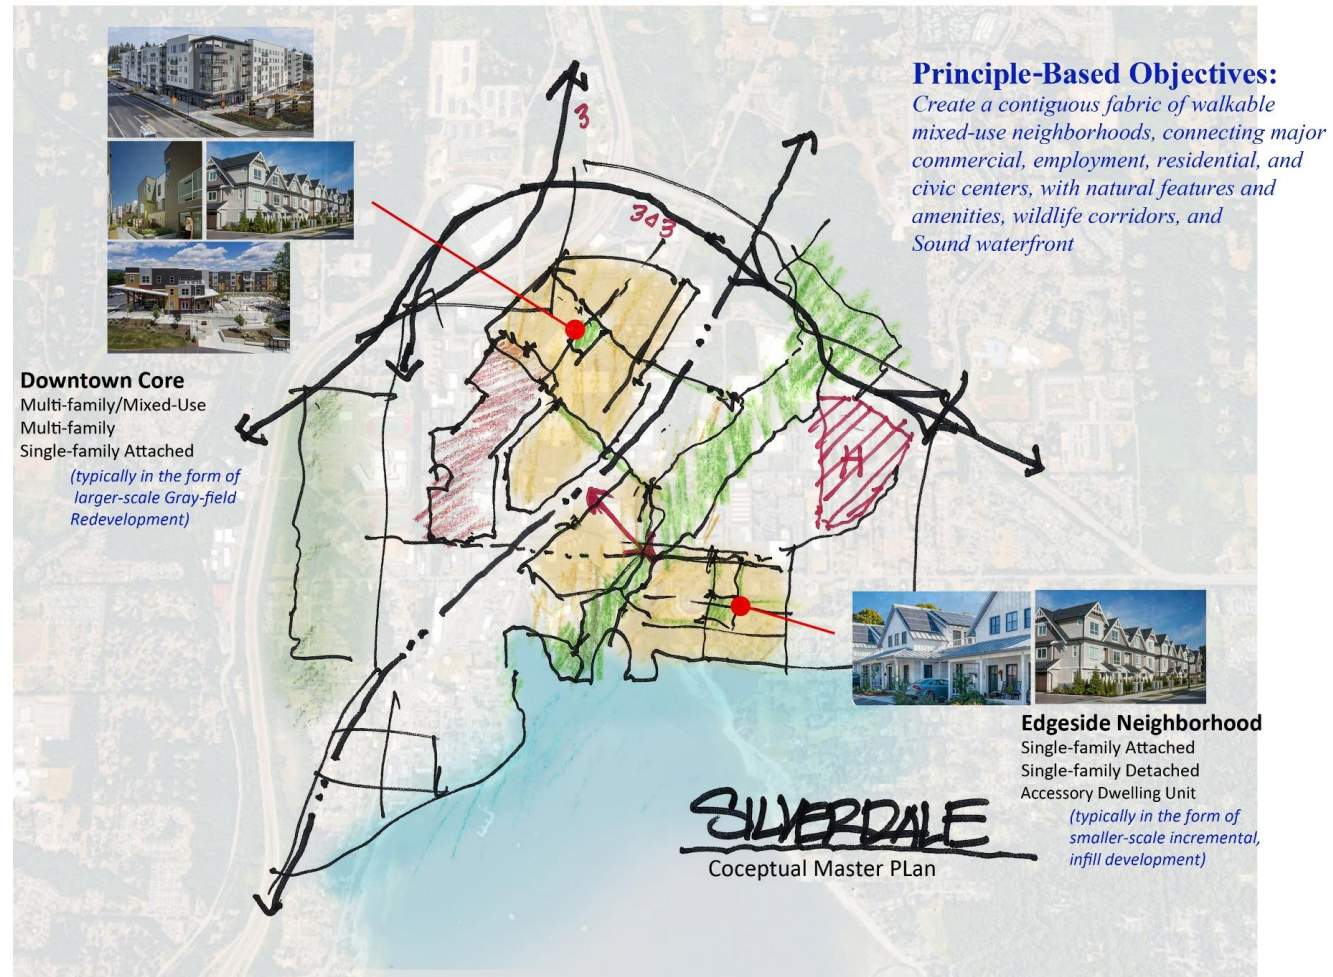 Principle-Based Objectives:
Create a contiguous fabric of walkable
mixed-use neighborhoods, connecting major
commercial, employment, residential, and
civic centers, with natural features and
amenities, wildlife corridors, and
Sound waterfront
3
303
Downtown Core
Multi-family/Mixed-Use
Multi-family
Single-family Attached
(typically in the form of
larger-scale Gray-field
Redevelopment)
H
Edgeside Neighborhood
Single-family Attached
Single-family Detached
Accessory Dwelling Unit
(typically in the form of
smaller-scale incremental,
infill development)
SILVERDALE
Coceptual Master PLan